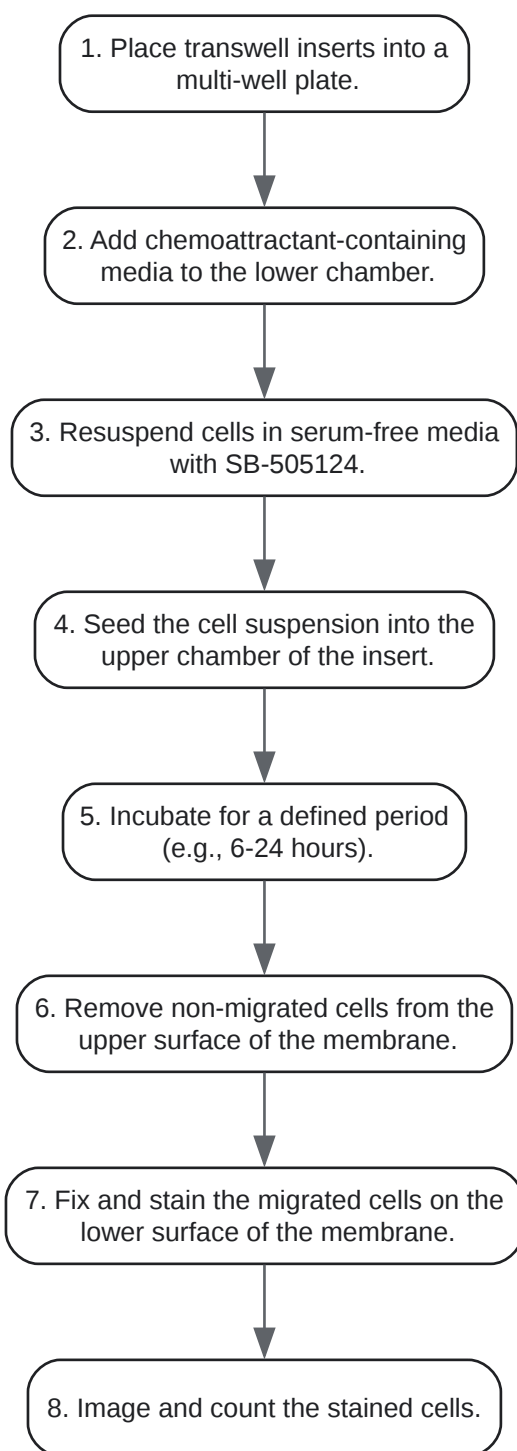 1. Place transwell inserts into a
multi-well plate.
2. Add chemoattractant-containing
media to the lower chamber.
3. Resuspend cells in serum-free media
with SB-505124.
4. Seed the cell suspension into the
upper chamber of the insert.
5. Incubate for a defined period
(e.g., 6-24 hours).
6. Remove non-migrated cells from the
upper surface of the membrane.
7. Fix and stain the migrated cells on the
lower surface of the membrane.
8. Image and count the stained cells.